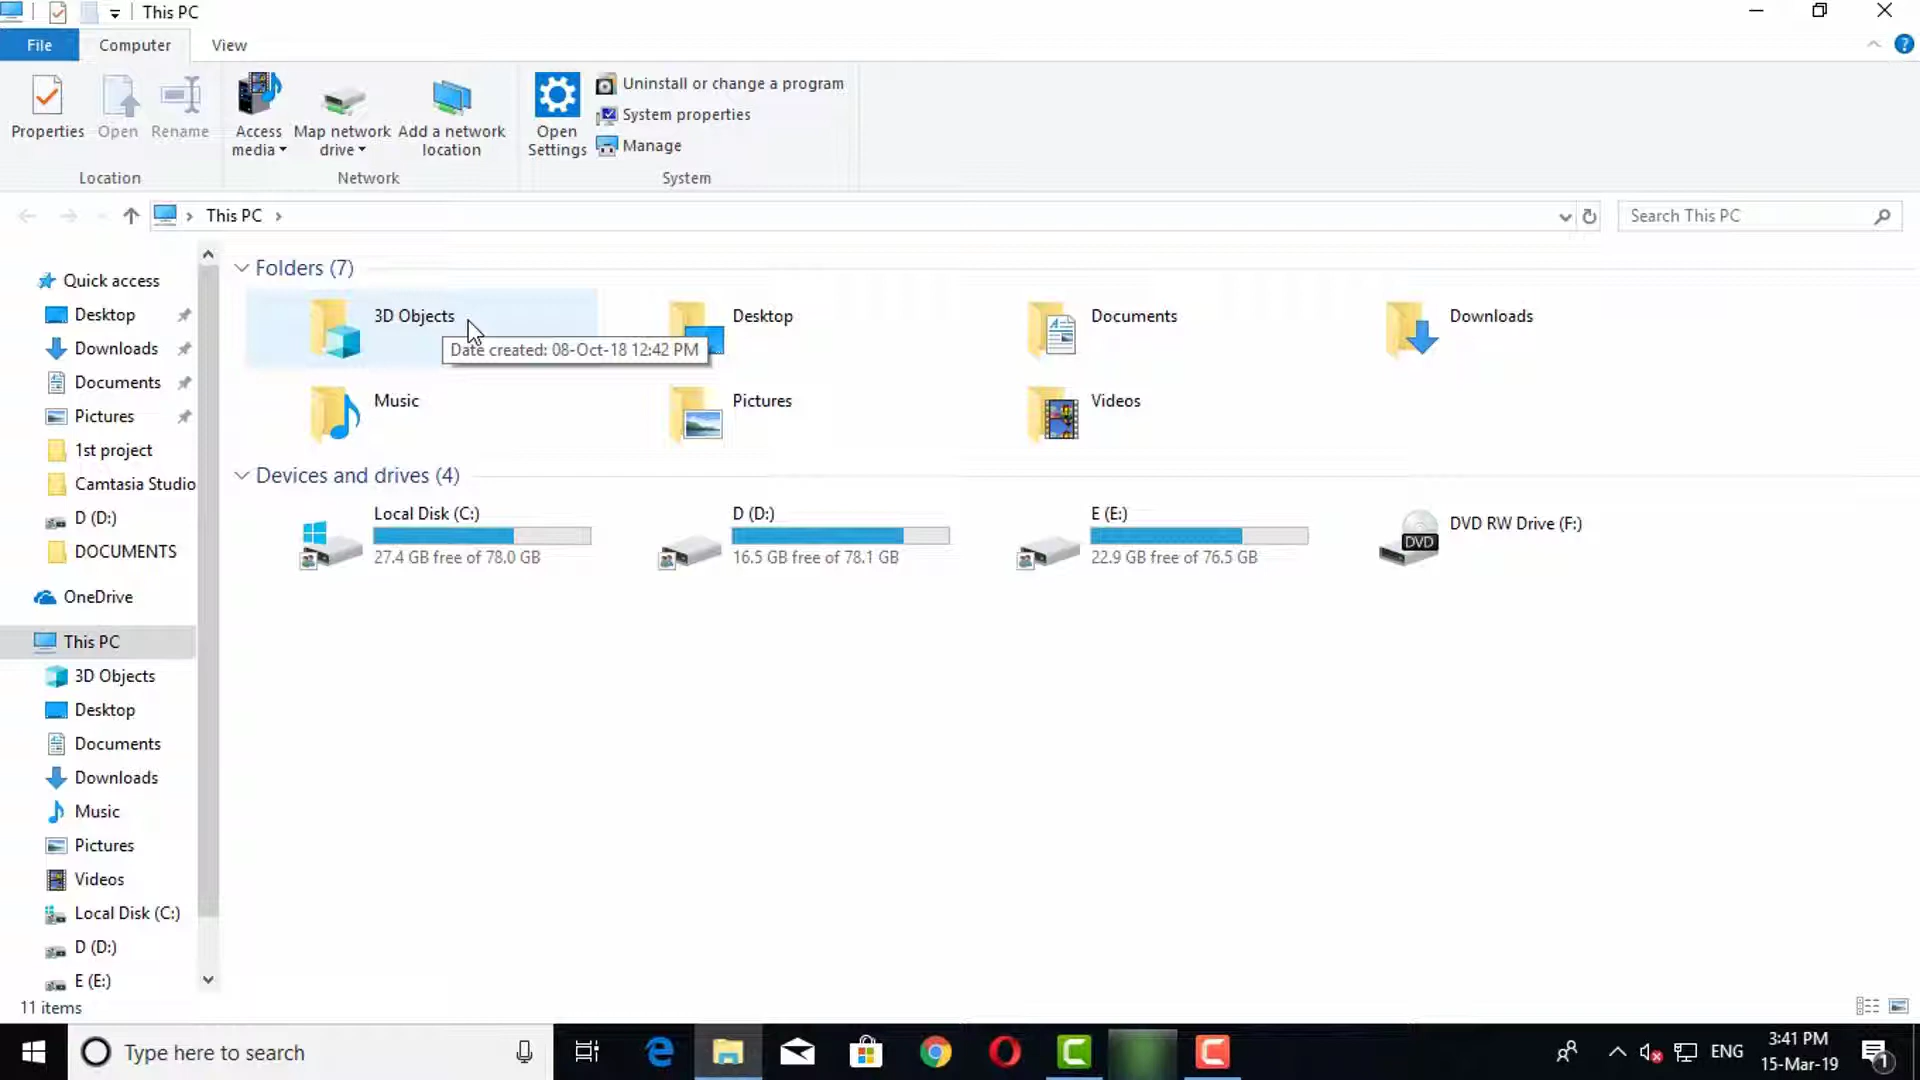 This PC
File
Computer
View
Properties
Open
Rename
Access
media
Map network
drive
Add a network
location
Open
Settings
Uninstall or change a program
System properties
Manage
Location
Network
System
This PC
Search This PC
Quick access
Desktop
Downloads
Documents
Pictures
1st project
Camtasia Studio
D (D:)
DOCUMENTS
OneDrive
This PC
3D Objects
Desktop
Documents
Downloads
Music
Pictures
Videos
Local Disk (C:)
D (D:)
E (E:)
Folders (7)
3D Objects
Desktop
Documents
Downloads
Date created: 08-Oct-18 12:42 PM
Music
Pictures
Videos
Devices and drives (4)
Local Disk (C:)
27.4 GB free of 78.0 GB
D (D:)
16.5 GB free of 78.1 GB
E (E:)
22.9 GB free of 76.5 GB
DVD
DVD RW Drive (F:)
11 items
Type here to search
ENG
3:41 PM
15-Mar-19
1